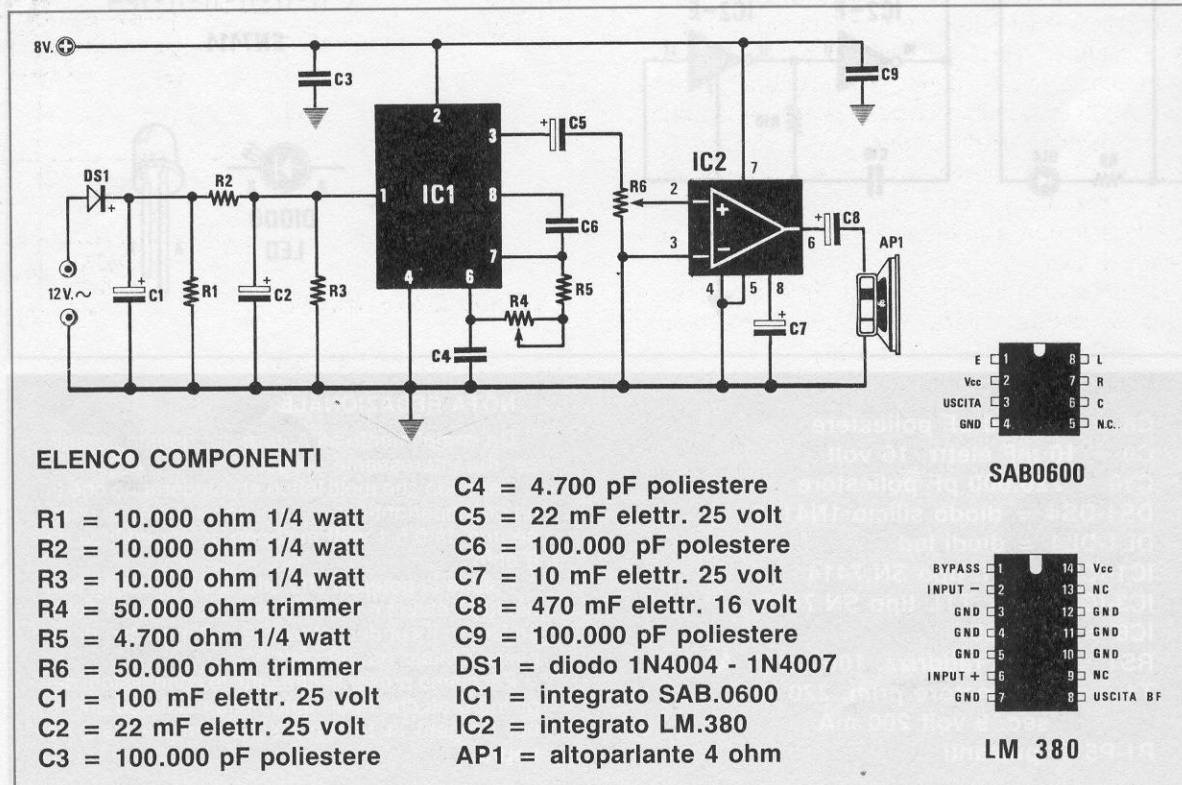 8V.
C3
C9
2
3
C5
DS1
R2
1
IC1
8
R6
IC2
7
2
C8
C6
3
6
AP1
7
12V.~
C1
R1
C2
R3
4
6
R4
R5
4
5
8
C7
C4
E 1 8 L
Vcc 2 7 R
USCITA 3 6 C
GND 4 5 N.C.
SAB0600
ELENCO COMPONENTI
R1 = 10.000 ohm 1/4 watt
R2 = 10.000 ohm 1/4 watt
R3 = 10.000 ohm 1/4 watt
R4 = 50.000 ohm trimmer
R5 = 4.700 ohm 1/4 watt
R6 = 50.000 ohm trimmer
C1 = 100 mF elettr. 25 volt
C2 = 22 mF elettr. 25 volt
C3 = 100.000 pF poliestere
C4 = 4.700 pF poliestere
C5 = 22 mF elettr. 25 volt
C6 = 100.000 pF polestere
C7 = 10 mF elettr. 25 volt
C8 = 470 mF elettr. 16 volt
C9 = 100.000 pF poliestere
DS1 = diodo 1N4004 - 1N4007
IC1 = integrato SAB.0600
IC2 = integrato LM.380
AP1 = altoparlante 4 ohm
BYPASS 1 14 Vcc
INPUT − 2 13 NC
GND 3 12 GND
GND 4 11 GND
GND 5 10 GND
INPUT + 6 9 NC
GND 7 8 USCITA BF
LM 380